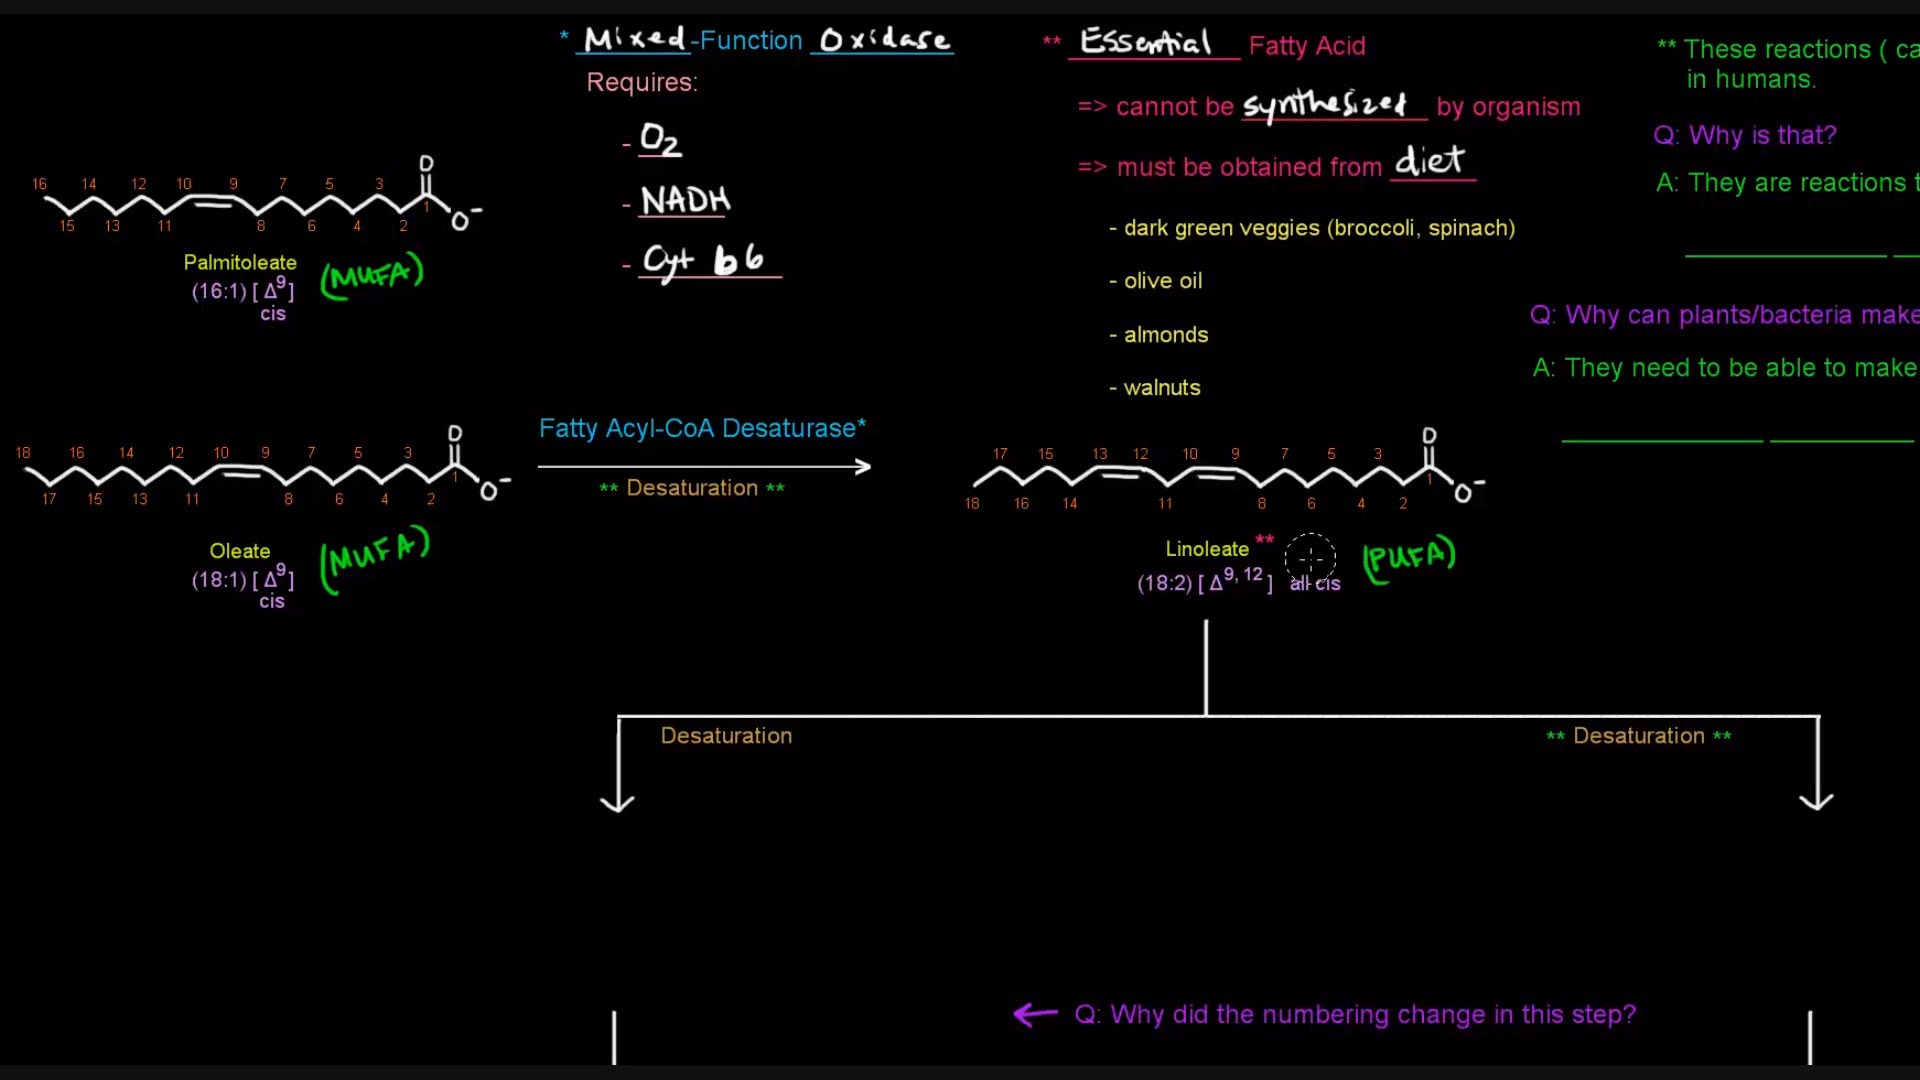 * Mixed-Function Oxidase
Requires:
- O2
- NADH
- Cyt b6
** Essential Fatty Acid
=> cannot be synthesized by organism
=> must be obtained from diet
- dark green veggies (broccoli, spinach)
- olive oil
- almonds
- walnuts
** These reactions ( ca
in humans.
Q: Why is that?
A: They are reactions t
Q: Why can plants/bacteria make
A: They need to be able to make
O
16 14 12 10 9 7 5 3 1
O-
15 13 11 8 6 4 2
Palmitoleate (MUFA)
(16:1) [ Δ9]
cis
O
18 16 14 12 10 9 7 5 3 1
O-
17 15 13 11 8 6 4 2
Oleate (MUFA)
(18:1) [ Δ9]
cis
Fatty Acyl-CoA Desaturase*
** Desaturation **
O
17 15 13 12 10 9 7 5 3 1
O-
18 16 14 11 8 6 4 2
Linoleate ** (PUFA)
(18:2) [ Δ9, 12 ] all cis
Desaturation
** Desaturation **
Q: Why did the numbering change in this step?